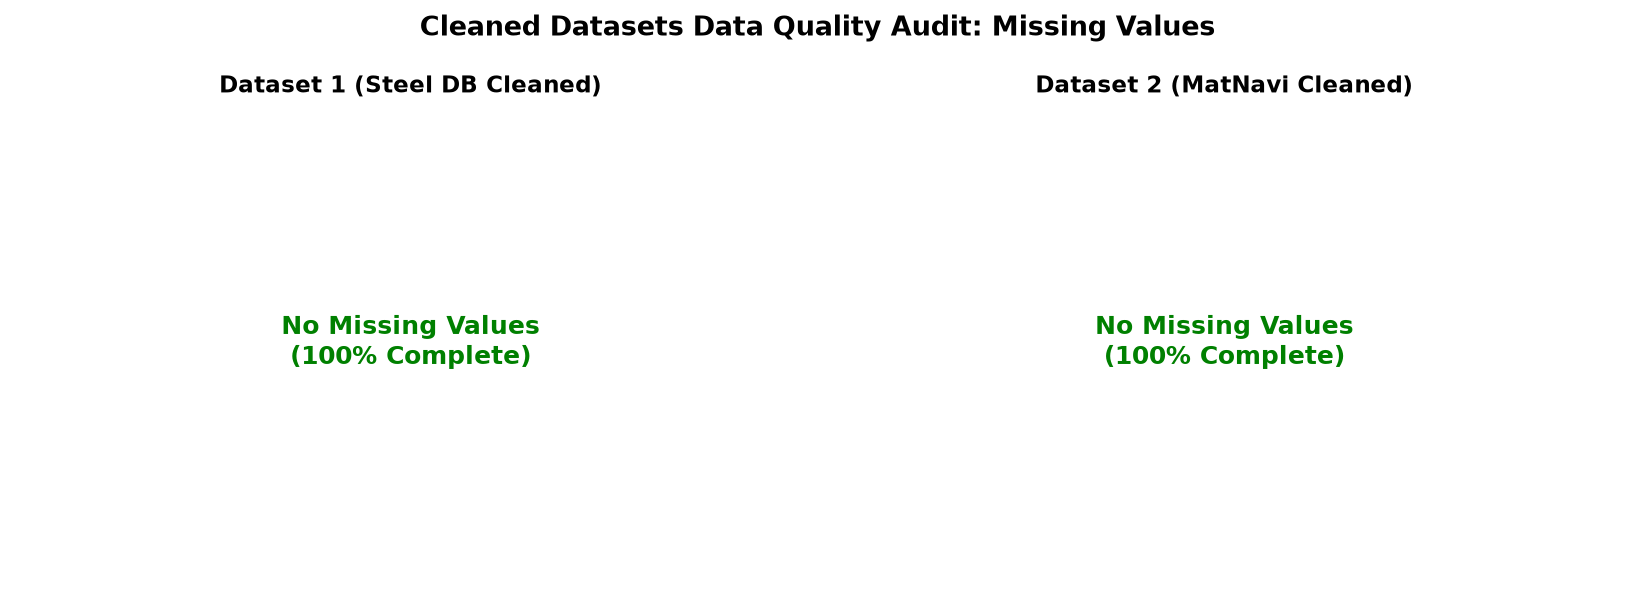 Cleaned Datasets Data Quality Audit: Missing Values
Dataset 1 (Steel DB Cleaned)
No Missing Values
(100% Complete)
Dataset 2 (MatNavi Cleaned)
No Missing Values
(100% Complete)